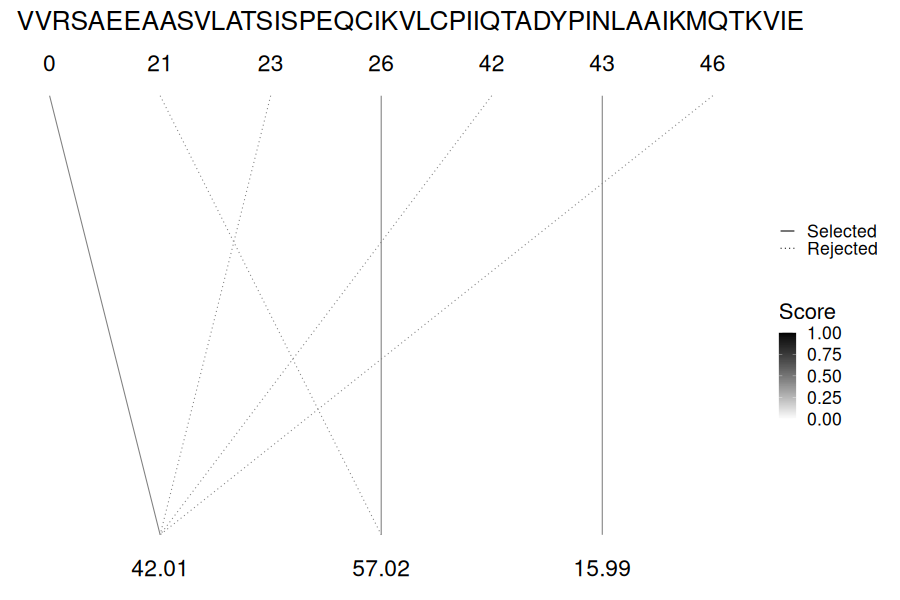 VVRSAEEAASVLATSISPEQCIKVLCPIIQTADYPINLAAIKMQTKVIE
0 21 23 26 42 43 46
Selected
Rejected
Score
1.00
0.75
0.50
0.25
0.00
42.01 57.02 15.99